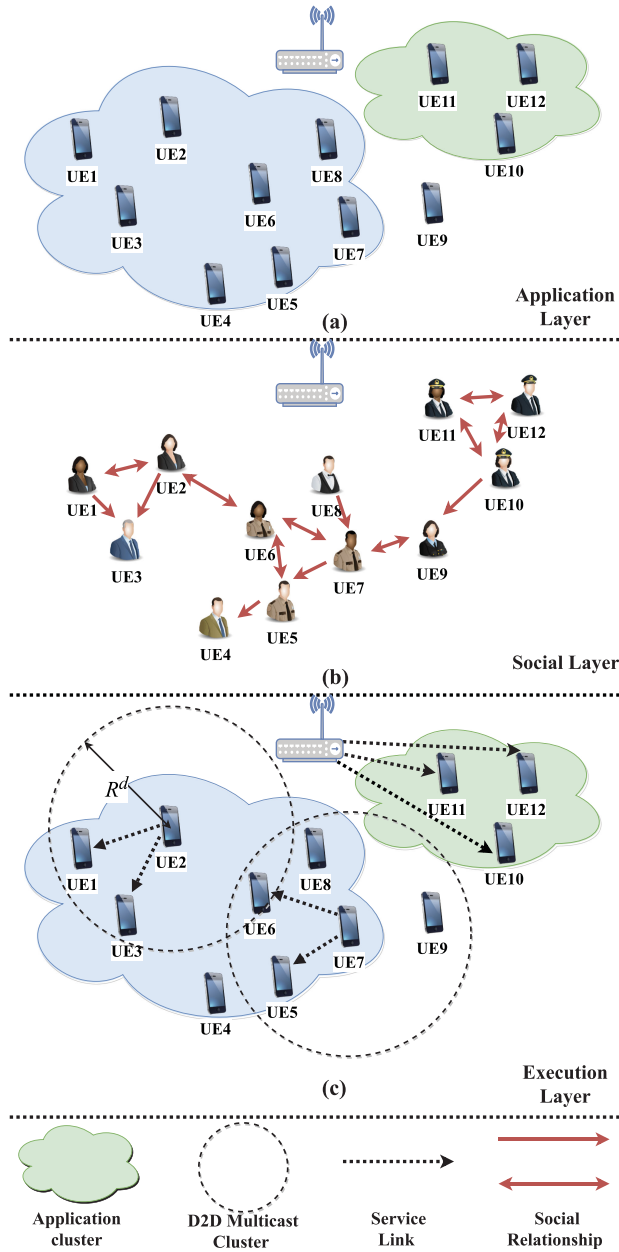 UE11
UE12
UE1
UE2
UE8
UE10
UE3
UE6
UE7
UE9
UE4
UE5
Application
Layer
(a)
UE11
UE12
UE1
UE2
UE8
UE10
UE3
UE6
UE7
UE9
UE4
UE5
(b)
Social Layer
R^d
UE11
UE12
UE1
UE2
UE8
UE10
UE3
UE6
UE7
UE9
UE4
UE5
(c)
Execution
Layer
Application
cluster
D2D Multicast
Cluster
Service
Link
Social
Relationship